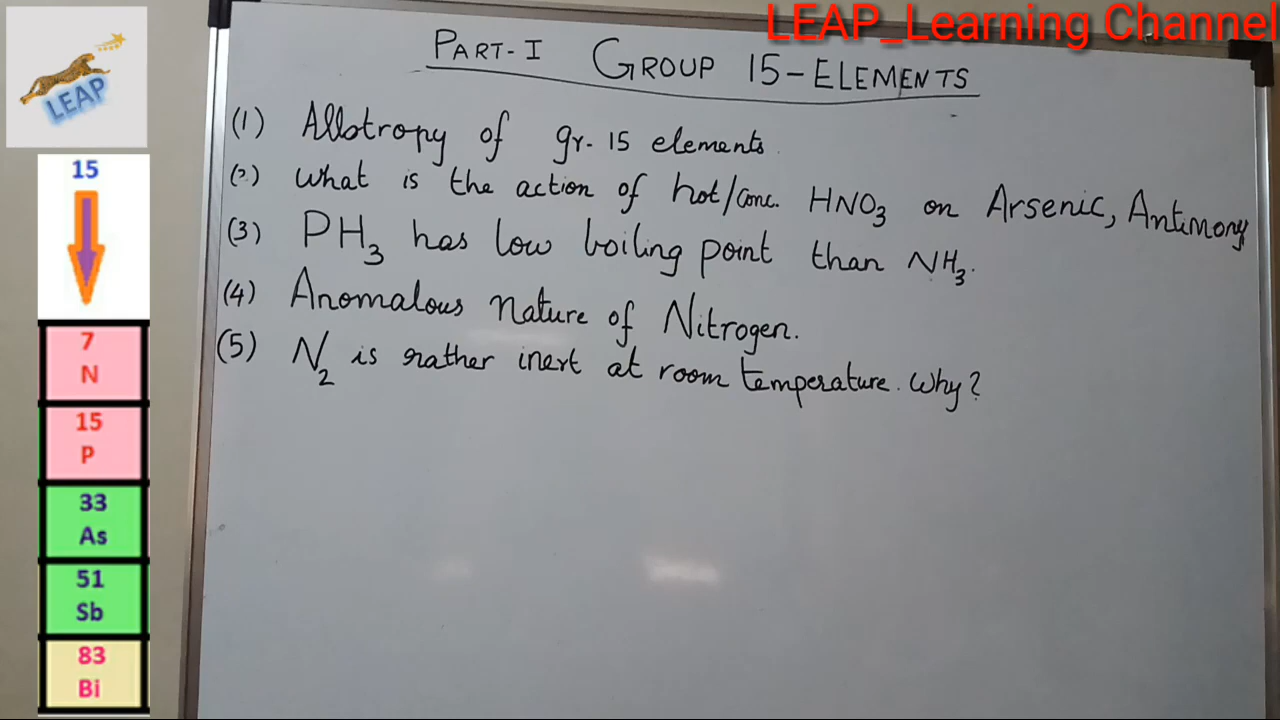 LEAP_Learning Channel
LEAP
PART-I GROUP 15-ELEMENTS
(1) Allotropy of gr. 15 elements.
(2) What is the action of hot/conc. HNO3 on Arsenic, Antimony
(3) PH3 has low boiling point than NH3.
(4) Anomalous nature of Nitrogen.
(5) N2 is rather inert at room temperature. Why?
15
7
N
15
P
33
As
51
Sb
83
Bi